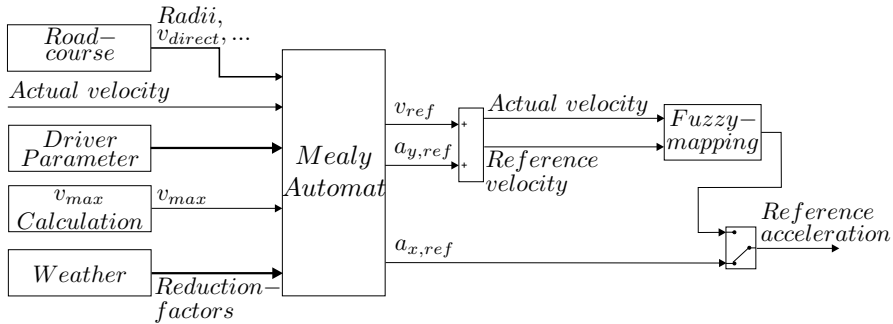 Radii,
v_direct, ...
Road-
course
Actual velocity
Driver
Parameter
v_max
Calculation
v_max
Weather
Reduction-
factors
Mealy
Automat
v_ref
a_y,ref
a_x,ref
+
+
Actual velocity
Reference
velocity
Fuzzy-
mapping
Reference
acceleration